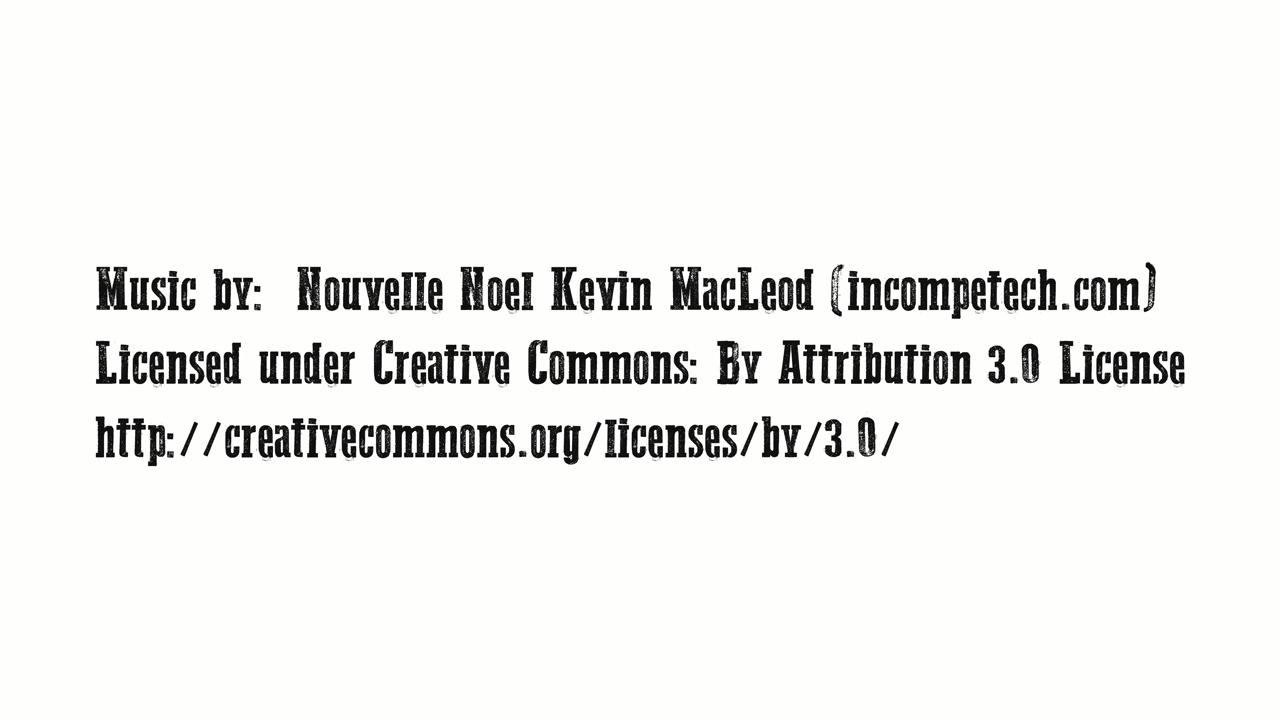 Music by:  Nouvelle Noel Kevin MacLeod (incompetech.com)
Licensed under Creative Commons: By Attribution 3.0 License
http://creativecommons.org/licenses/by/3.0/